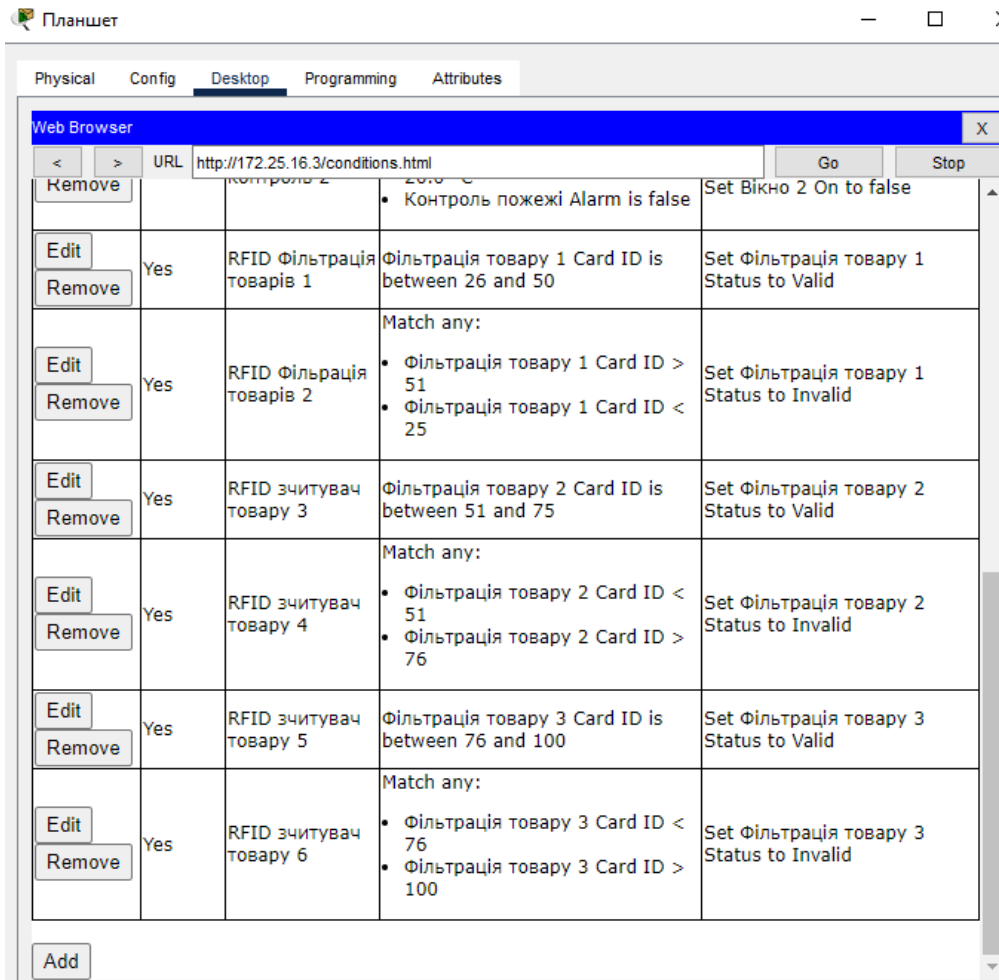 Планшет
Physical Config Desktop Programming Attributes
Web Browser X
< > URL http://172.25.16.3/conditions.html Go Stop
Remove
Контроль 2
20.0 °C
• Контроль пожежі Alarm is false
Set Вікно 2 On to false
Edit
Remove
Yes
RFID Фільтрація
товарів 1
Фільтрація товару 1 Card ID is
between 26 and 50
Set Фільтрація товару 1
Status to Valid
Edit
Remove
Yes
RFID Фільрація
товарів 2
Match any:
• Фільтрація товару 1 Card ID >
51
• Фільтрація товару 1 Card ID <
25
Set Фільтрація товару 1
Status to Invalid
Edit
Remove
Yes
RFID зчитувач
товару 3
Фільтрація товару 2 Card ID is
between 51 and 75
Set Фільтрація товару 2
Status to Valid
Edit
Remove
Yes
RFID зчитувач
товару 4
Match any:
• Фільтрація товару 2 Card ID <
51
• Фільтрація товару 2 Card ID >
76
Set Фільтрація товару 2
Status to Invalid
Edit
Remove
Yes
RFID зчитувач
товару 5
Фільтрація товару 3 Card ID is
between 76 and 100
Set Фільтрація товару 3
Status to Valid
Edit
Remove
Yes
RFID зчитувач
товару 6
Match any:
• Фільтрація товару 3 Card ID <
76
• Фільтрація товару 3 Card ID >
100
Set Фільтрація товару 3
Status to Invalid
Add